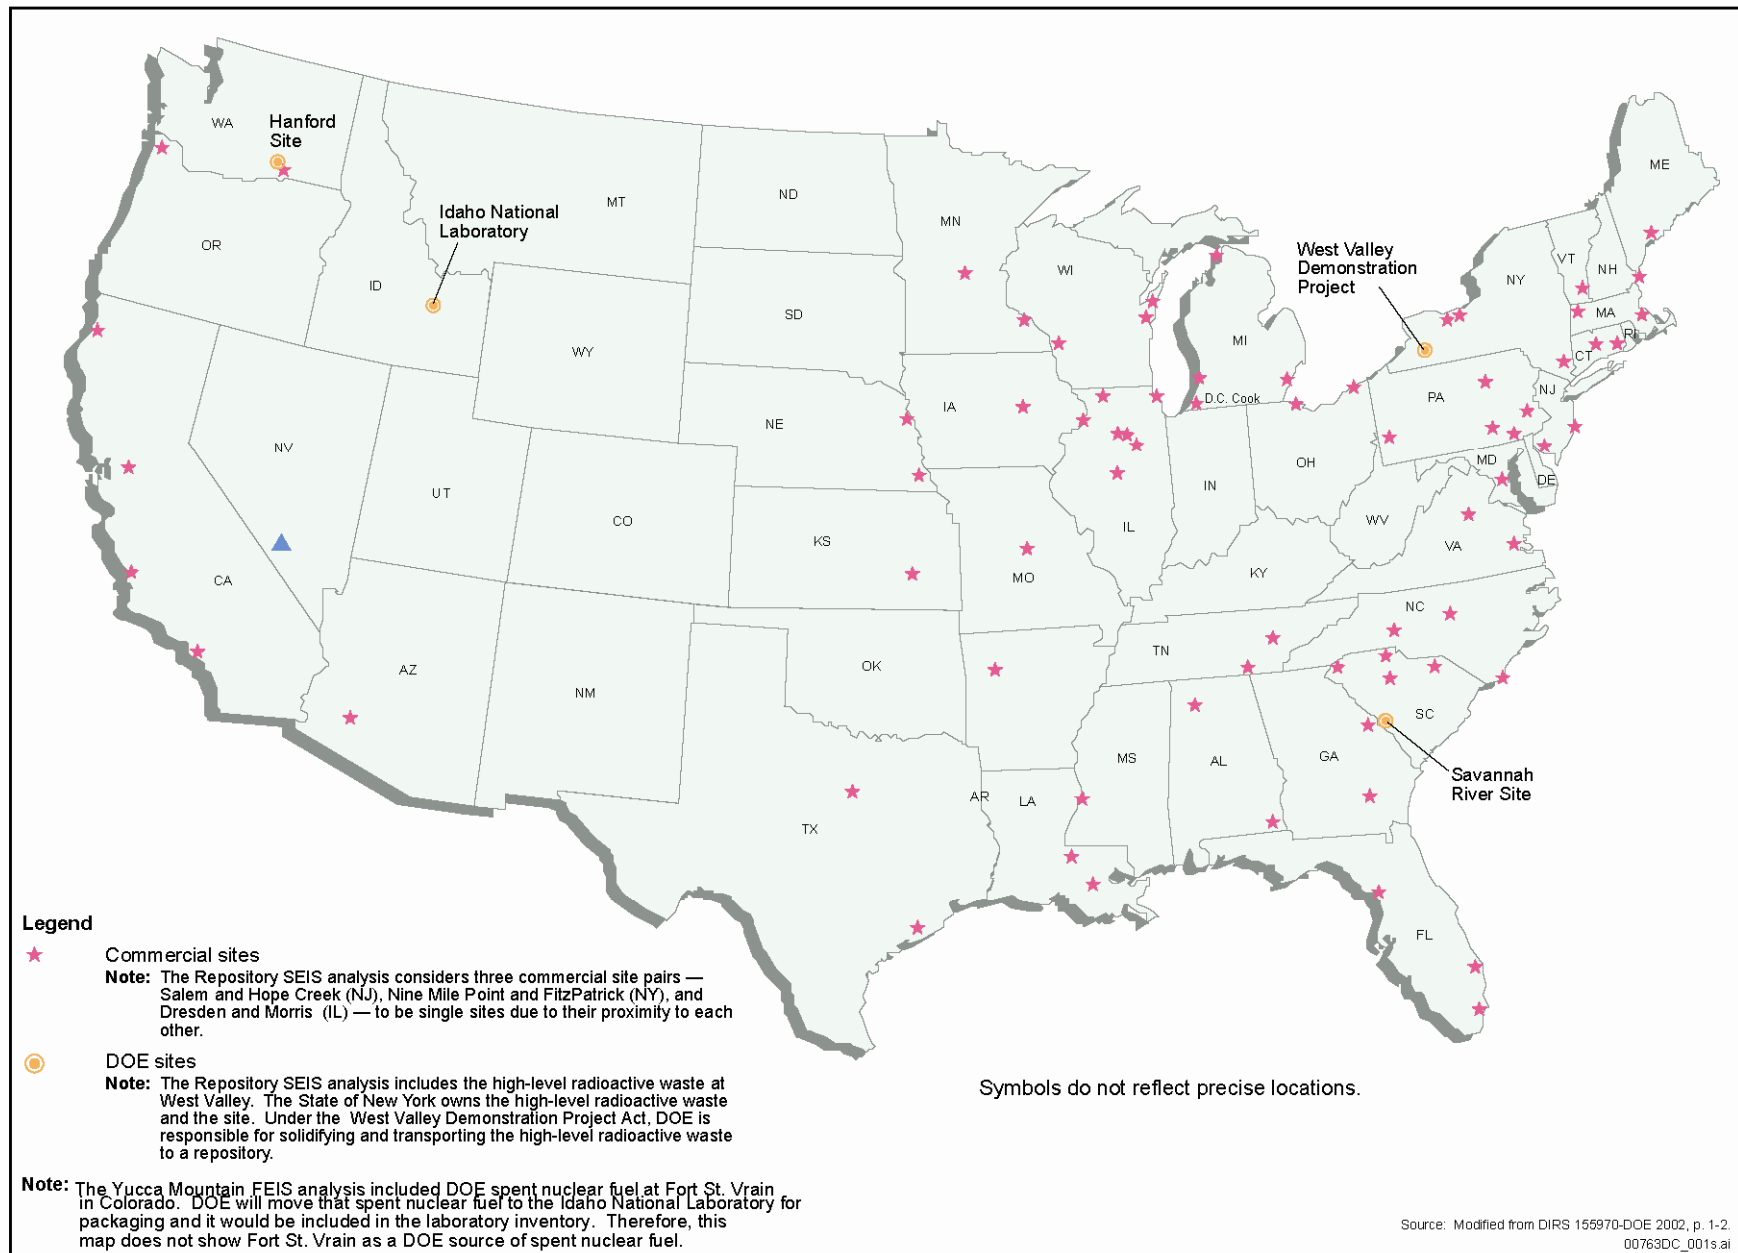 WA
Hanford
Site
ME
MT
ND
Idaho National
Laboratory
MN
OR
West Valley
Demonstration
Project
VT
NH
WI
NY
ID
SD
MA
RI
MI
WY
CT
D.C. Cook
NJ
PA
IA
NE
NV
MD
OH
DE
IN
UT
CO
WV
IL
KS
VA
KY
CA
MO
NC
TN
OK
AZ
NM
SC
MS
AL
GA
Savannah
River Site
AR
LA
TX
FL
Legend
Commercial sites
Note: The Repository SEIS analysis considers three commercial site pairs —
Salem and Hope Creek (NJ), Nine Mile Point and FitzPatrick (NY), and
Dresden and Morris (IL) — to be single sites due to their proximity to each
other.
DOE sites
Note: The Repository SEIS analysis includes the high-level radioactive waste at
West Valley. The State of New York owns the high-level radioactive waste
and the site. Under the West Valley Demonstration Project Act, DOE is
responsible for solidifying and transporting the high-level radioactive waste
to a repository.
Symbols do not reflect precise locations.
Note: The Yucca Mountain FEIS analysis included DOE spent nuclear fuel at Fort St. Vrain
in Colorado. DOE will move that spent nuclear fuel to the Idaho National Laboratory for
packaging and it would be included in the laboratory inventory. Therefore, this
map does not show Fort St. Vrain as a DOE source of spent nuclear fuel.
Source: Modified from DIRS 155970-DOE 2002, p. 1-2.
00763DC_001s.ai